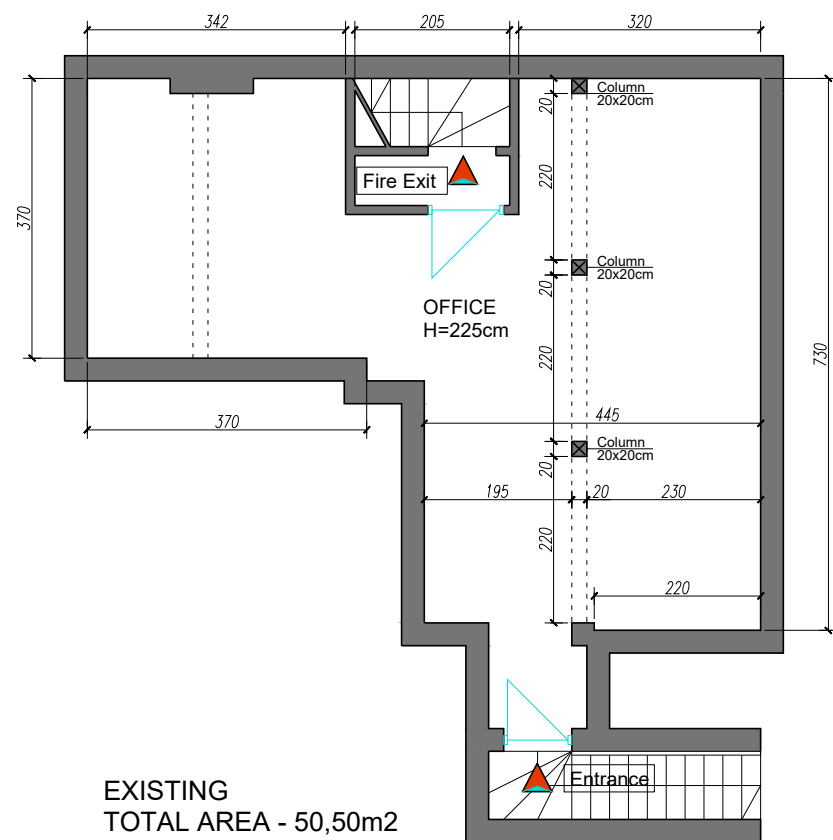 342
205
320
Column
20x20cm
20
220
Fire Exit
370
Column
20x20cm
20
OFFICE
H=225cm
220
730
445
370
Column
20x20cm
20
195
20
230
220
220
Entrance
EXISTING
TOTAL AREA - 50,50m2